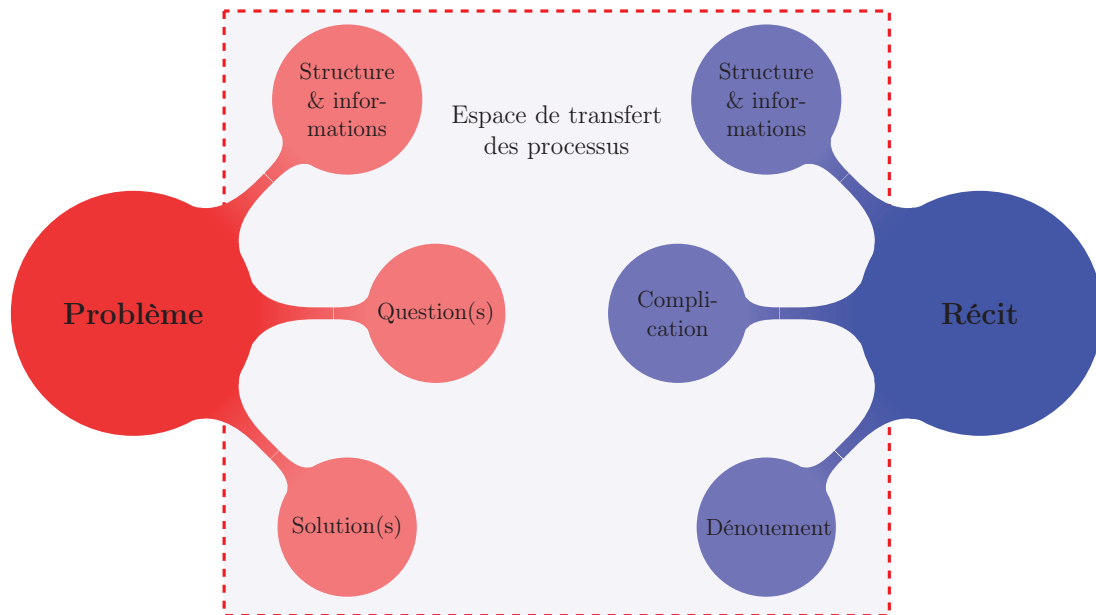 Structure
& infor-
mations
Espace de transfert
des processus
Structure
& infor-
mations
Problème
Question(s)
Compli-
cation
Récit
Solution(s)
Dénouement